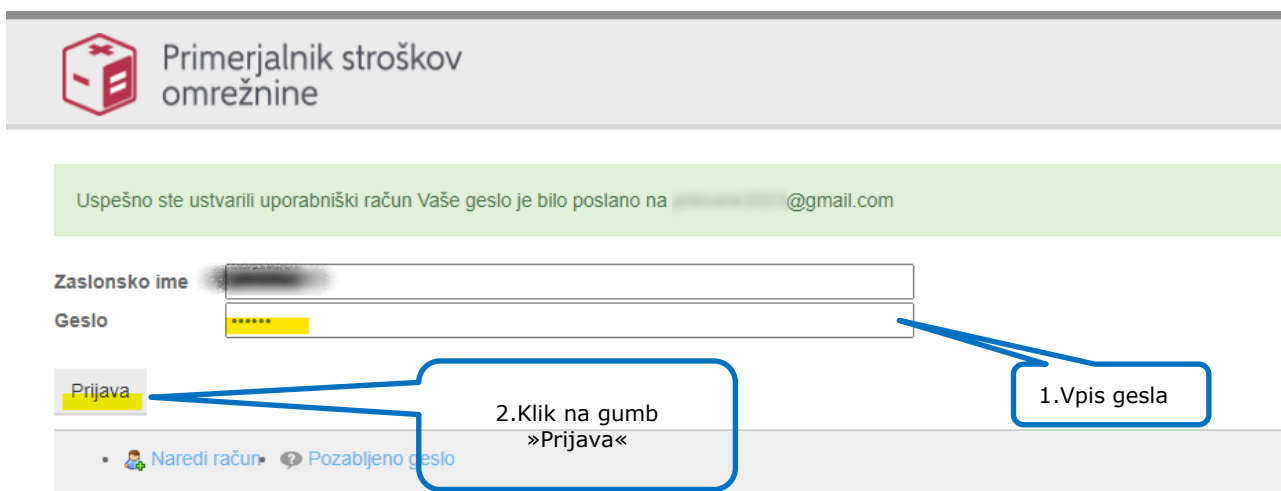 Primerjalnik stroškov
omrežnine
Uspešno ste ustvarili uporabniški račun Vaše geslo je bilo poslano na @gmail.com
Zaslonsko ime
Geslo ••••••
Prijava
1.Vpis gesla
2.Klik na gumb
»Prijava«
• Naredi račun • Pozabljeno geslo